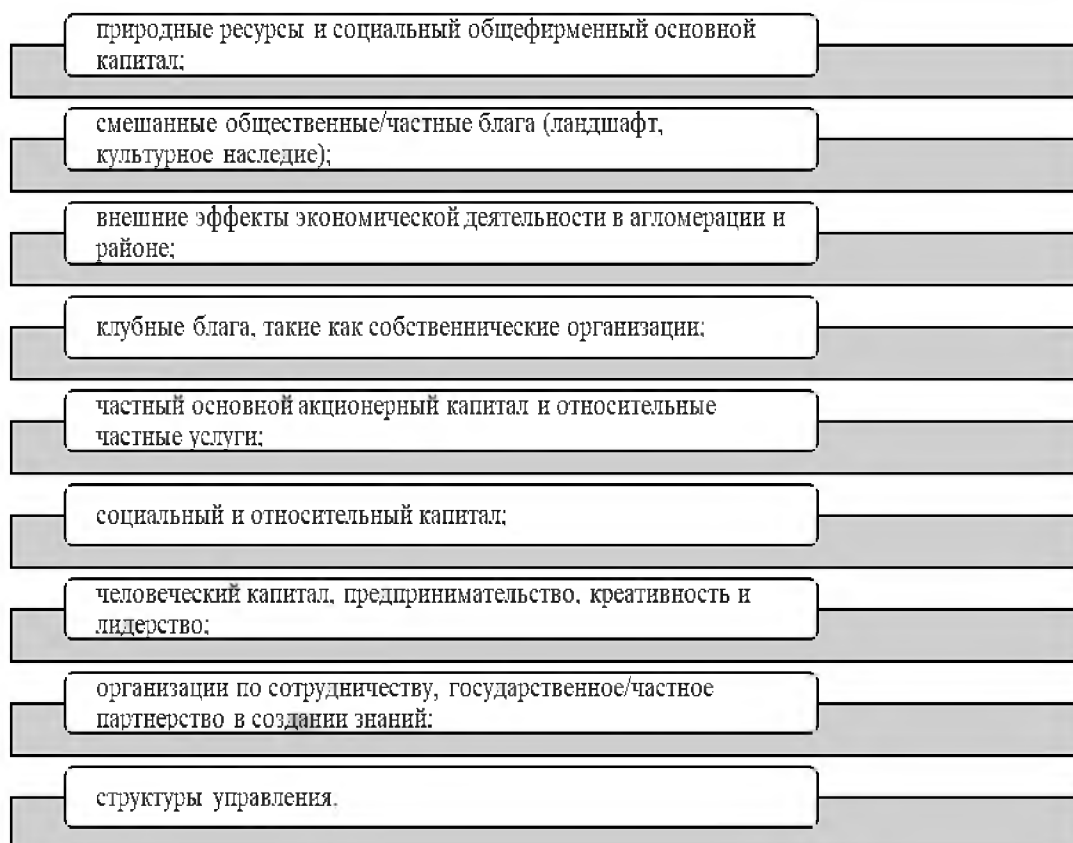 природные ресурсы и социальный общефирменный основной
капитал;
смешанные общественные/частные блага (ландшафт,
культурное наследие);
внешние эффекты экономической деятельности в агломерации и
районе;
клубные блага, такие как собственнические организации;
частный основной акционерный капитал и относительные
частные услуги;
социальный и относительный капитал;
человеческий капитал, предпринимательство, креативность и
лидерство;
организации по сотрудничеству, государственное/частное
партнерство в создании знаний;
структуры управления.